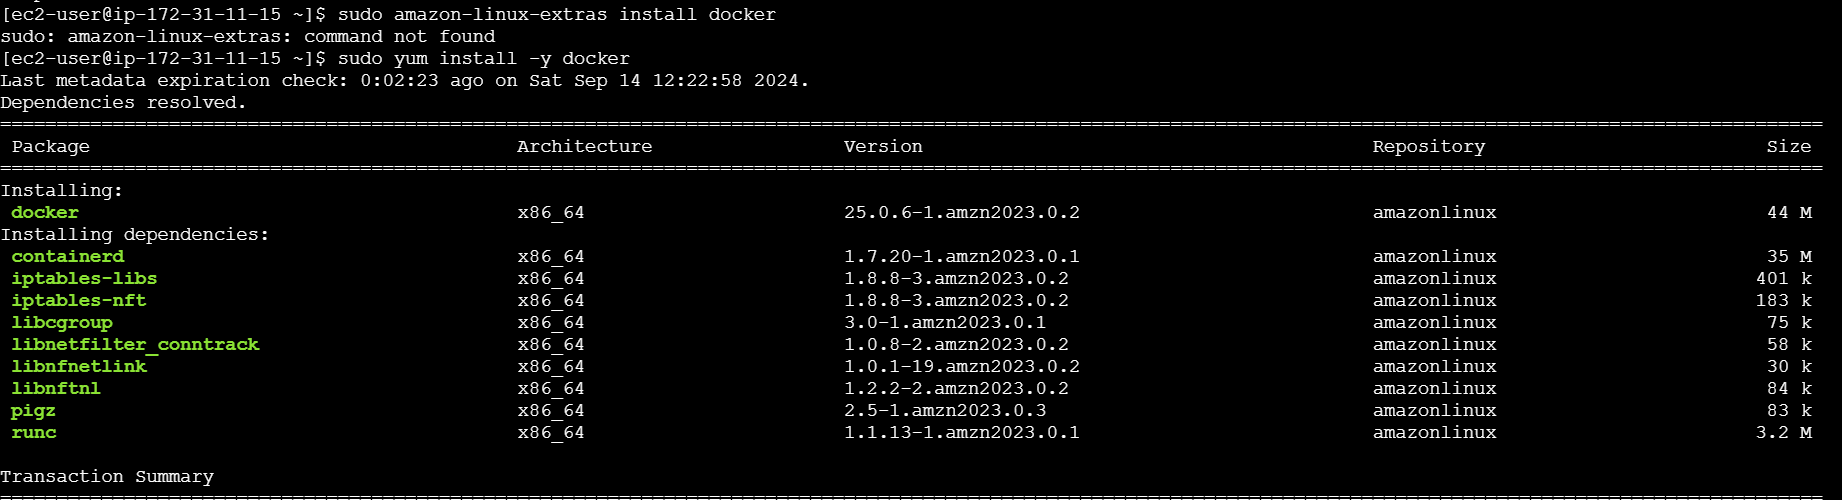 [ec2-user@ip-172-31-11-15 ~]$ sudo amazon-linux-extras install docker
sudo: amazon-linux-extras: command not found
[ec2-user@ip-172-31-11-15 ~]$ sudo yum install -y docker
Last metadata expiration check: 0:02:23 ago on Sat Sep 14 12:22:58 2024.
Dependencies resolved.
Package Architecture Version Repository Size
Installing:
docker x86_64 25.0.6-1.amzn2023.0.2 amazonlinux 44 M
Installing dependencies:
containerd x86_64 1.7.20-1.amzn2023.0.1 amazonlinux 35 M
iptables-libs x86_64 1.8.8-3.amzn2023.0.2 amazonlinux 401 k
iptables-nft x86_64 1.8.8-3.amzn2023.0.2 amazonlinux 183 k
libcgroup x86_64 3.0-1.amzn2023.0.1 amazonlinux 75 k
libnetfilter_conntrack x86_64 1.0.8-2.amzn2023.0.2 amazonlinux 58 k
libnfnetlink x86_64 1.0.1-19.amzn2023.0.2 amazonlinux 30 k
libnftnl x86_64 1.2.2-2.amzn2023.0.2 amazonlinux 84 k
pigz x86_64 2.5-1.amzn2023.0.3 amazonlinux 83 k
runc x86_64 1.1.13-1.amzn2023.0.1 amazonlinux 3.2 M
Transaction Summary